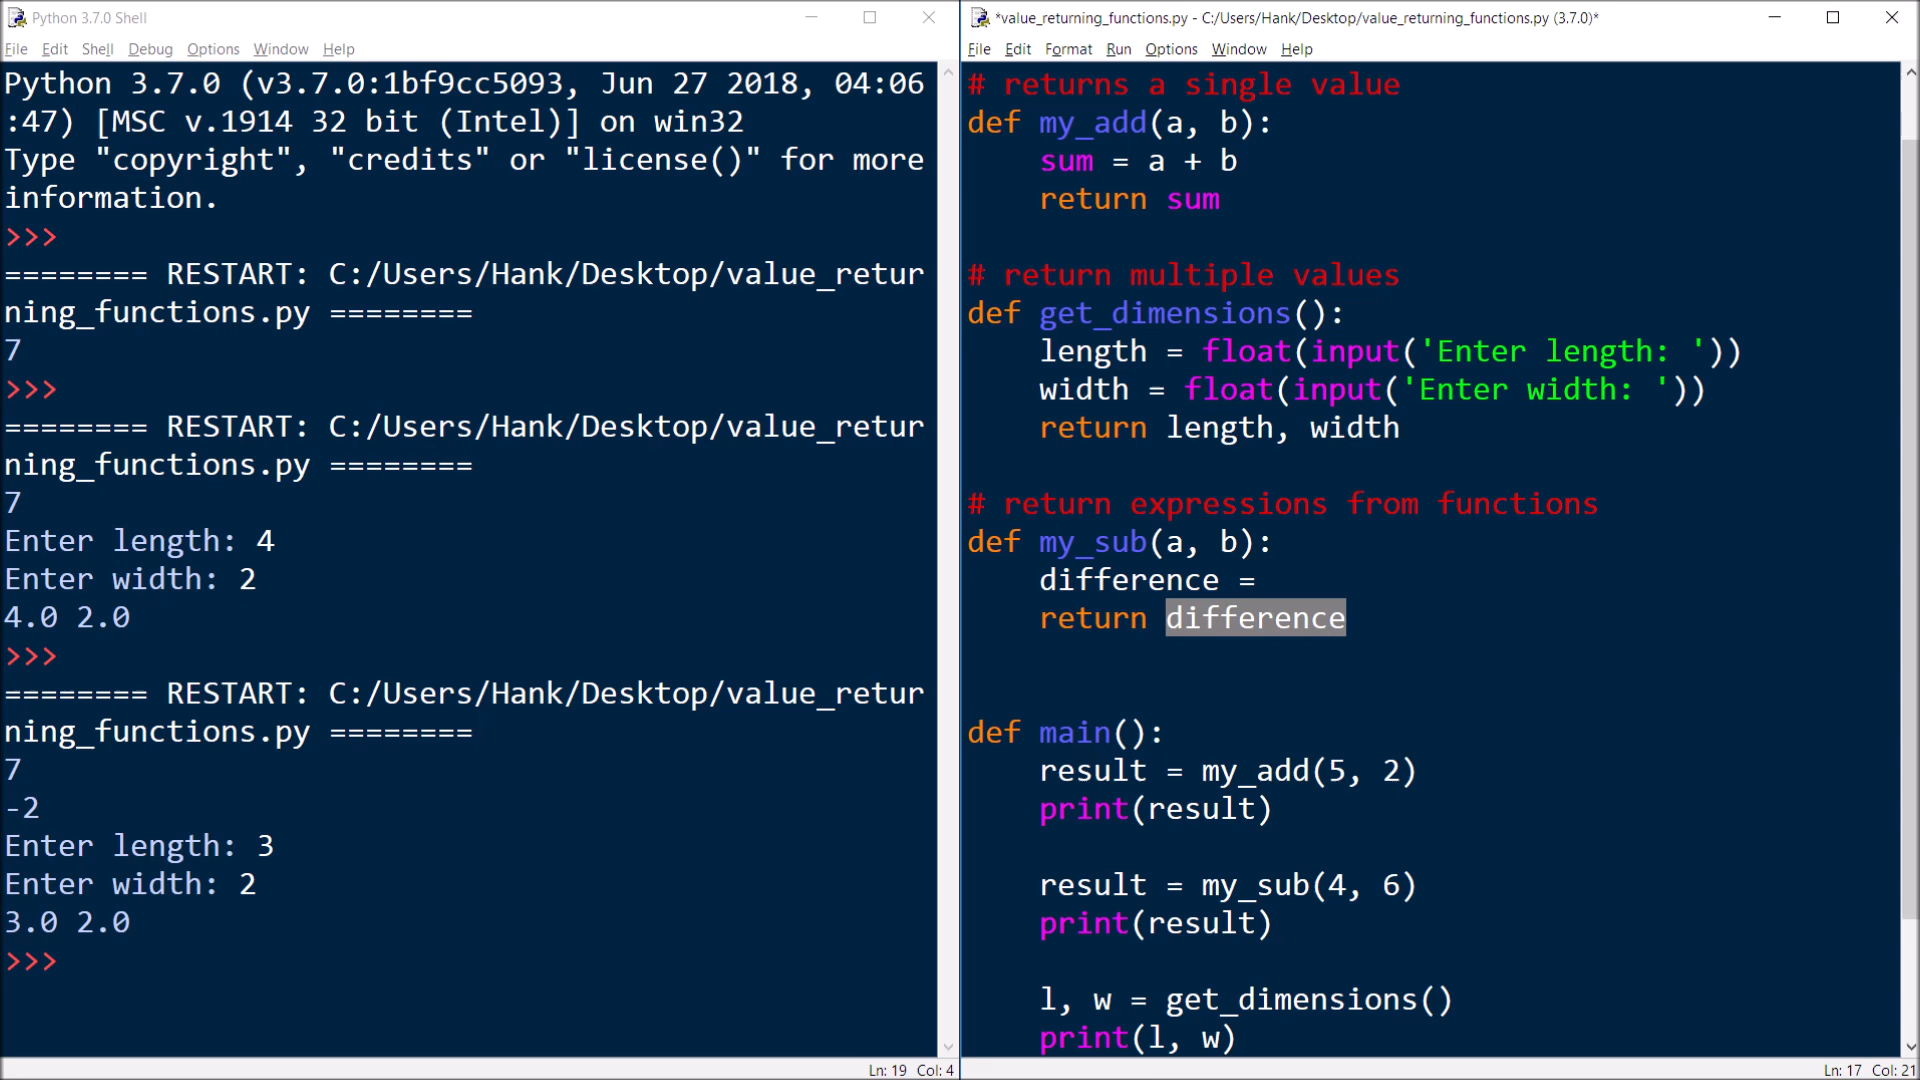 Python 3.7.0 Shell
File Edit Shell Debug Options Window Help
Python 3.7.0 (v3.7.0:1bf9cc5093, Jun 27 2018, 04:06
:47) [MSC v.1914 32 bit (Intel)] on win32
Type "copyright", "credits" or "license()" for more
information.
>>>
======== RESTART: C:/Users/Hank/Desktop/value_retur
ning_functions.py ========
7
>>>
======== RESTART: C:/Users/Hank/Desktop/value_retur
ning_functions.py ========
7
Enter length: 4
Enter width: 2
4.0 2.0
>>>
======== RESTART: C:/Users/Hank/Desktop/value_retur
ning_functions.py ========
7
-2
Enter length: 3
Enter width: 2
3.0 2.0
>>>
Ln: 19 Col: 4
*value_returning_functions.py - C:/Users/Hank/Desktop/value_returning_functions.py (3.7.0)*
File Edit Format Run Options Window Help
# returns a single value
def my_add(a, b):
    sum = a + b
    return sum
# return multiple values
def get_dimensions():
    length = float(input('Enter length: '))
    width = float(input('Enter width: '))
    return length, width
# return expressions from functions
def my_sub(a, b):
    difference =
    return difference
def main():
    result = my_add(5, 2)
    print(result)
    result = my_sub(4, 6)
    print(result)
    l, w = get_dimensions()
    print(l, w)
Ln: 17 Col: 21